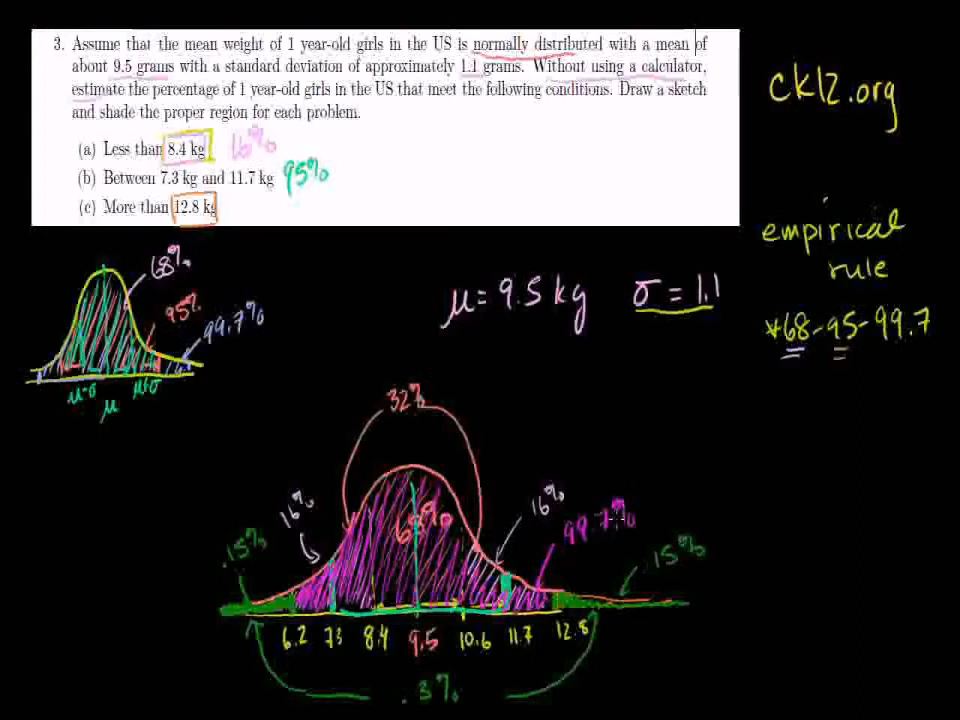 3. Assume that the mean weight of 1 year-old girls in the US is normally distributed with a mean of
about 9.5 grams with a standard deviation of approximately 1.1 grams. Without using a calculator,
estimate the percentage of 1 year-old girls in the US that meet the following conditions. Draw a sketch
and shade the proper region for each problem.
(a) Less than 8.4 kg 16%
(b) Between 7.3 kg and 11.7 kg 95%
(c) More than 12.8 kg
ck12.org
empirical
rule
*68-95-99.7
68%
95%
99.7%
μ-σ μ μ+σ
μ = 9.5 kg σ = 1.1
32%
16% 68% 16%
99.7%
.15% .15%
6.2 7.3 8.4 9.5 10.6 11.7 12.8
.3%